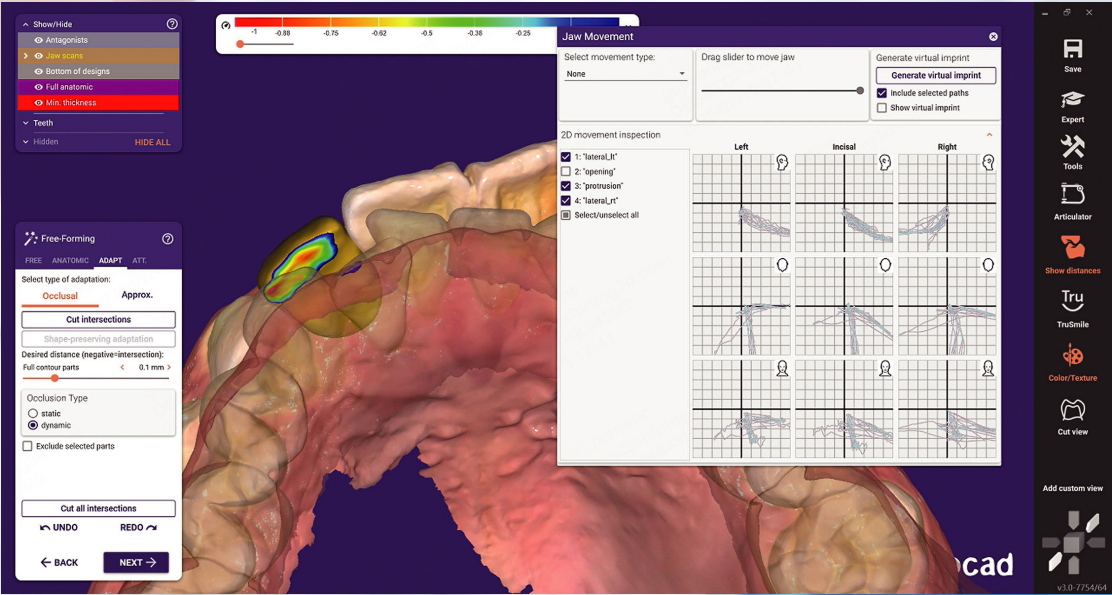 Show/Hide
Antagonists
Jaw scans
Bottom of designs
Full anatomic
Min. thickness
Teeth
Hidden HIDE ALL
-1 -0.88 -0.75 -0.62 -0.5 -0.38 -0.25
Free-Forming
FREE ANATOMIC ADAPT ATT.
Select type of adaptation:
Occlusal Approx.
Cut intersections
Shape-preserving adaptation
Desired distance (negative=intersection):
Full contour parts 0.1 mm
Occlusion Type
static
dynamic
Exclude selected parts
Cut all intersections
UNDO REDO
BACK NEXT
Jaw Movement
Select movement type:
None
Drag slider to move jaw
Generate virtual imprint
Generate virtual imprint
Include selected paths
Show virtual imprint
2D movement inspection
1: "lateral_lt"
2: "opening"
3: "protrusion"
4: "lateral_rt"
Select/unselect all
Left Incisal Right
Save
Expert
Tools
Articulator
Show distances
Tru
TruSmile
Color/Texture
Cut view
Add custom view
cad
v3.0-7754/64